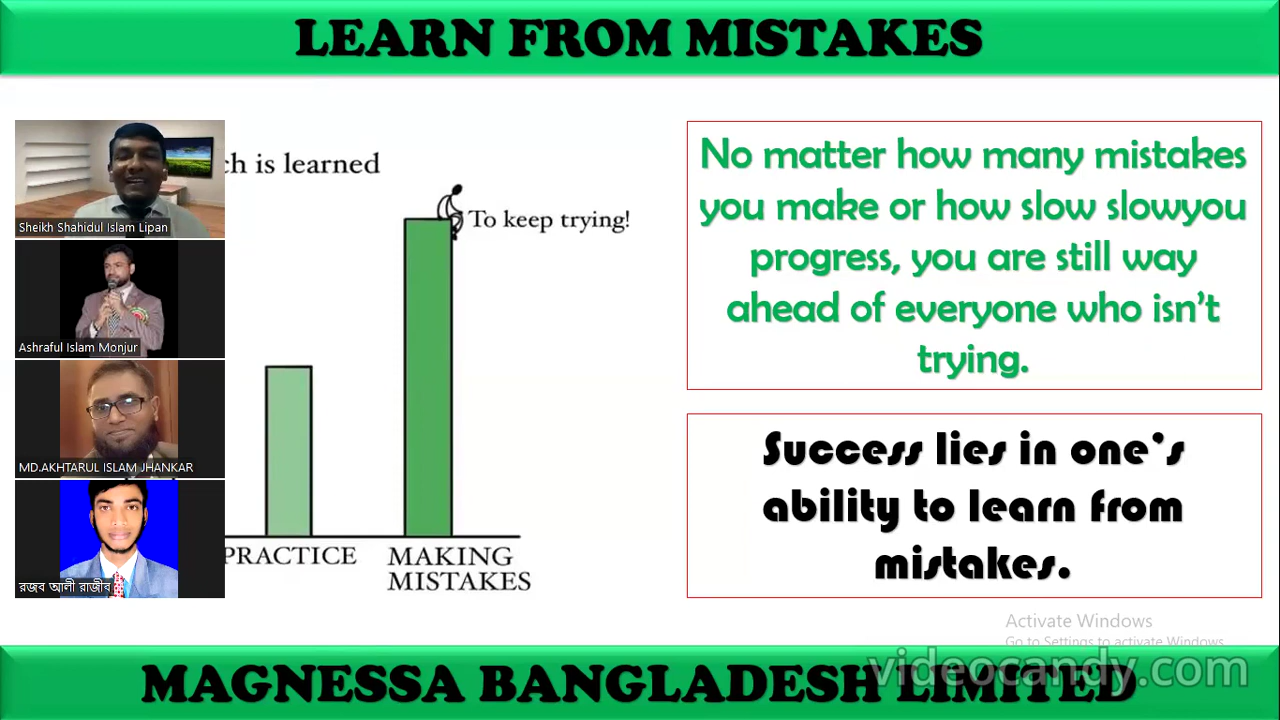 LEARN FROM MISTAKES
ch is learned
To keep trying!
PRACTICE
MAKING
MISTAKES
Sheikh Shahidul Islam Lipan
Ashraful Islam Monjur
MD.AKHTARUL ISLAM JHANKAR
রজব আলী রাজীব
No matter how many mistakes
you make or how slow slowyou
progress, you are still way
ahead of everyone who isn't
trying.
Success lies in one's
ability to learn from
mistakes.
Activate Windows
Go to Settings to activate Windows
MAGNESSA BANGLADESH LIMITED
videocandy.com